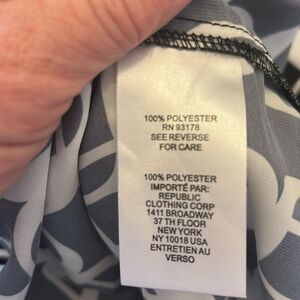 100% POLYESTER
RN 93178
SEE REVERSE
FOR CARE
100% POLYESTER
IMPORTÉ PAR:
REPUBLIC
CLOTHING CORP
1411 BROADWAY
37 TH FLOOR
NEW YORK
NY 10018 USA
ENTRETIEN AU
VERSO